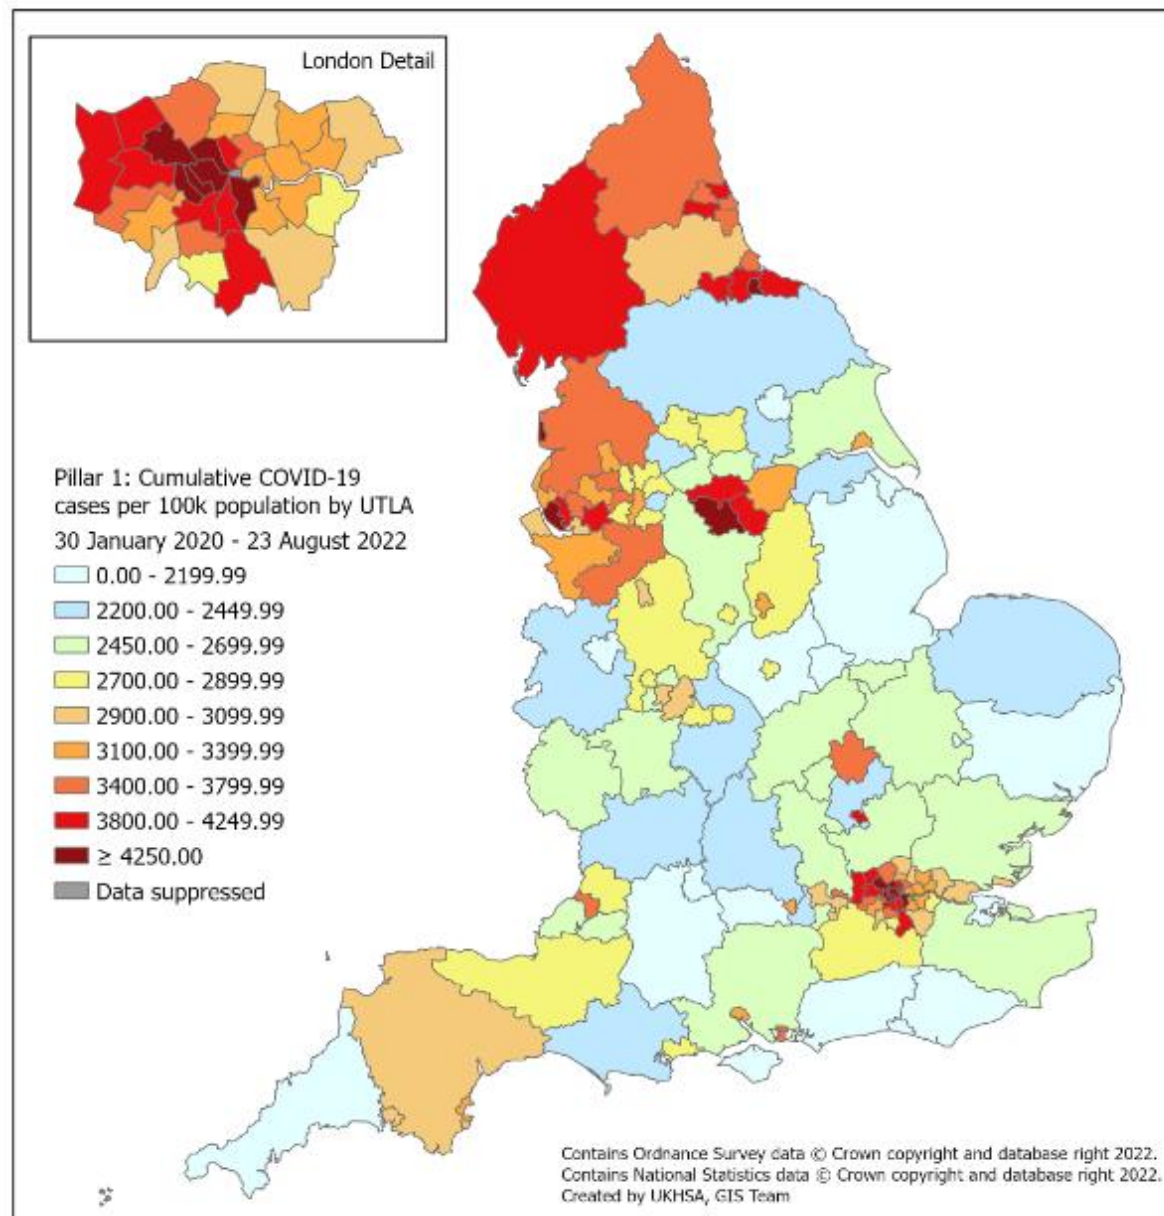 London Detail
Pillar 1: Cumulative COVID-19
cases per 100k population by UTLA
30 January 2020 - 23 August 2022
0.00 - 2199.99
2200.00 - 2449.99
2450.00 - 2699.99
2700.00 - 2899.99
2900.00 - 3099.99
3100.00 - 3399.99
3400.00 - 3799.99
3800.00 - 4249.99
≥ 4250.00
Data suppressed
Contains Ordnance Survey data © Crown copyright and database right 2022.
Contains National Statistics data © Crown copyright and database right 2022.
Created by UKHSA, GIS Team